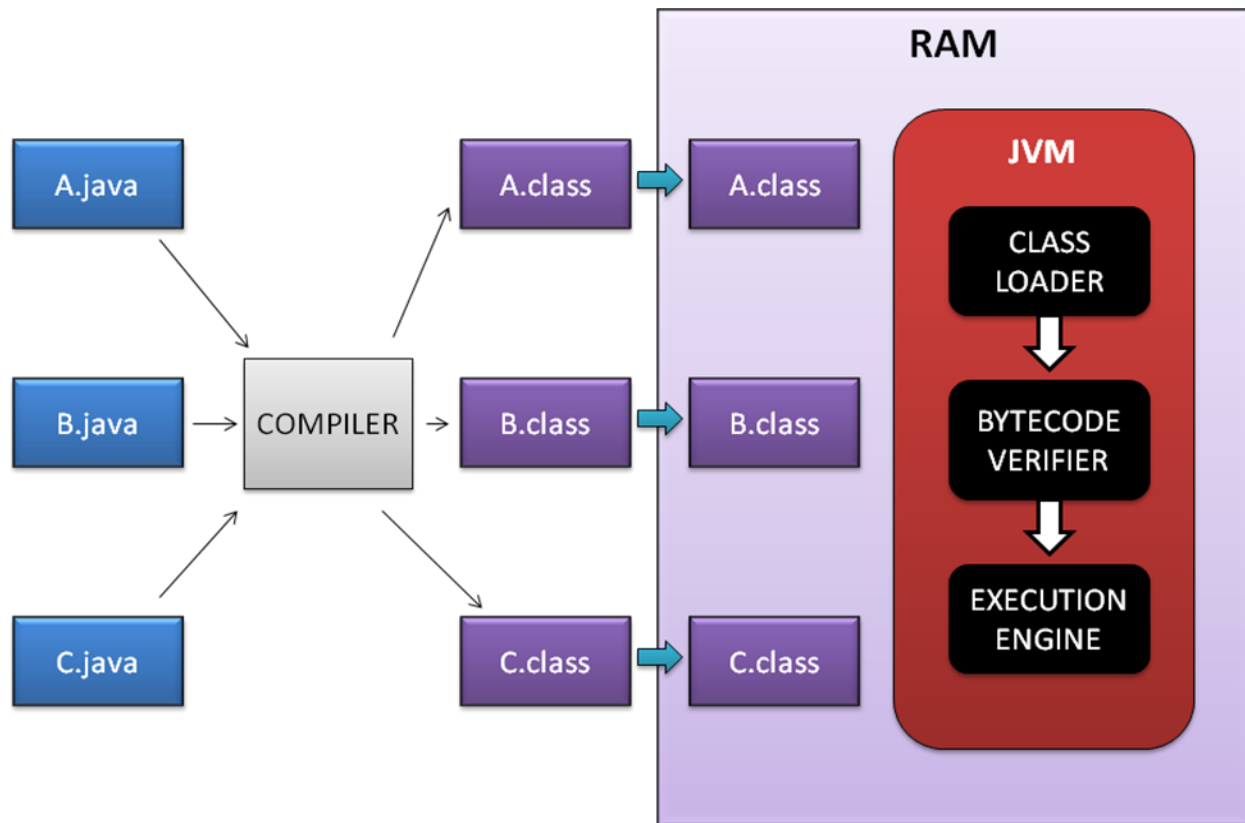 RAM
JVM
A.java
A.class
A.class
CLASS
LOADER
B.java
COMPILER
B.class
B.class
BYTECODE
VERIFIER
C.java
C.class
C.class
EXECUTION
ENGINE